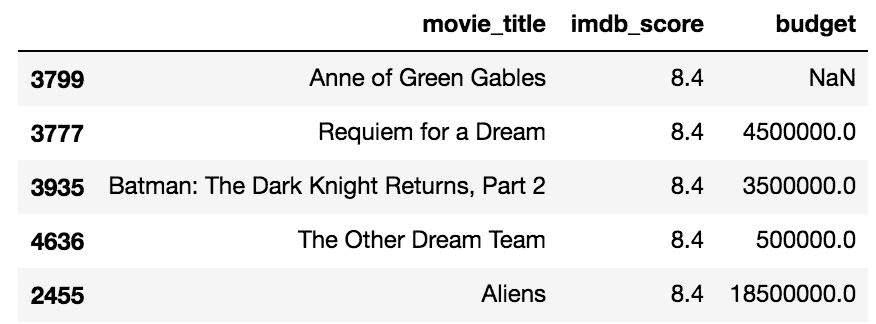 movie_title imdb_score budget
3799 Anne of Green Gables 8.4 NaN
3777 Requiem for a Dream 8.4 4500000.0
3935 Batman: The Dark Knight Returns, Part 2 8.4 3500000.0
4636 The Other Dream Team 8.4 500000.0
2455 Aliens 8.4 18500000.0